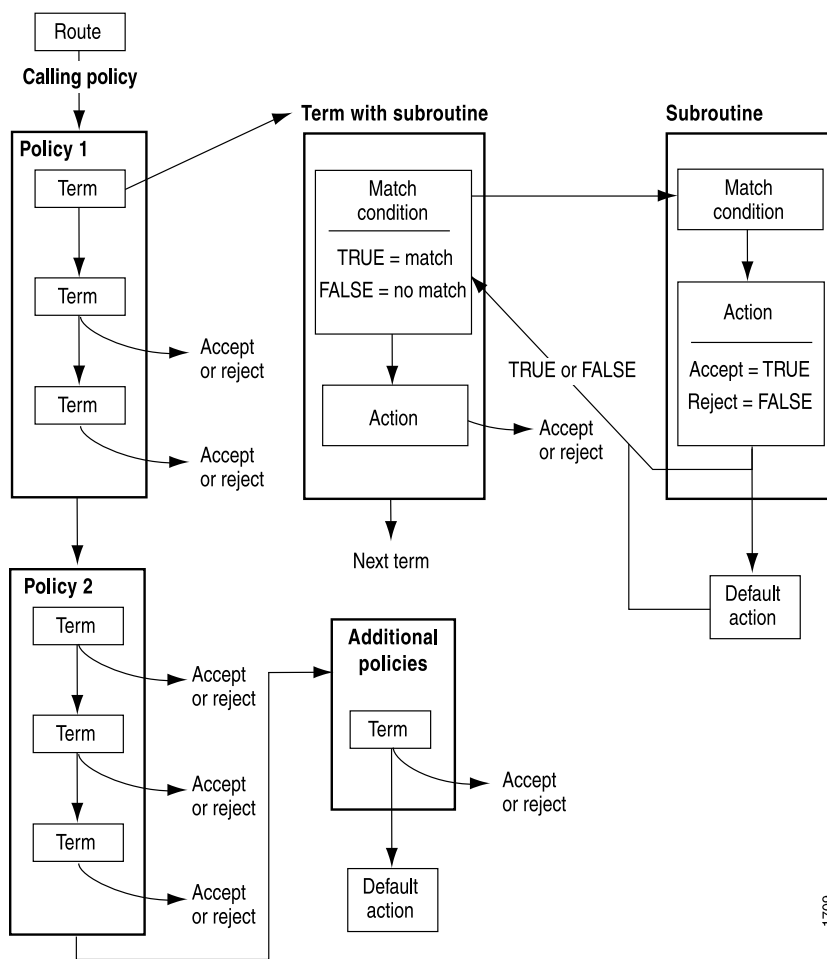 Route
Calling policy
Policy 1
Term
Term
Accept
or reject
Term
Accept
or reject
Term with subroutine
Match
condition
TRUE = match
FALSE = no match
Action
Accept
or reject
Next term
TRUE or FALSE
Subroutine
Match
condition
Action
Accept = TRUE
Reject = FALSE
Default
action
Policy 2
Term
Accept
or reject
Term
Accept
or reject
Term
Accept
or reject
Additional
policies
Term
Accept
or reject
Default
action
1709